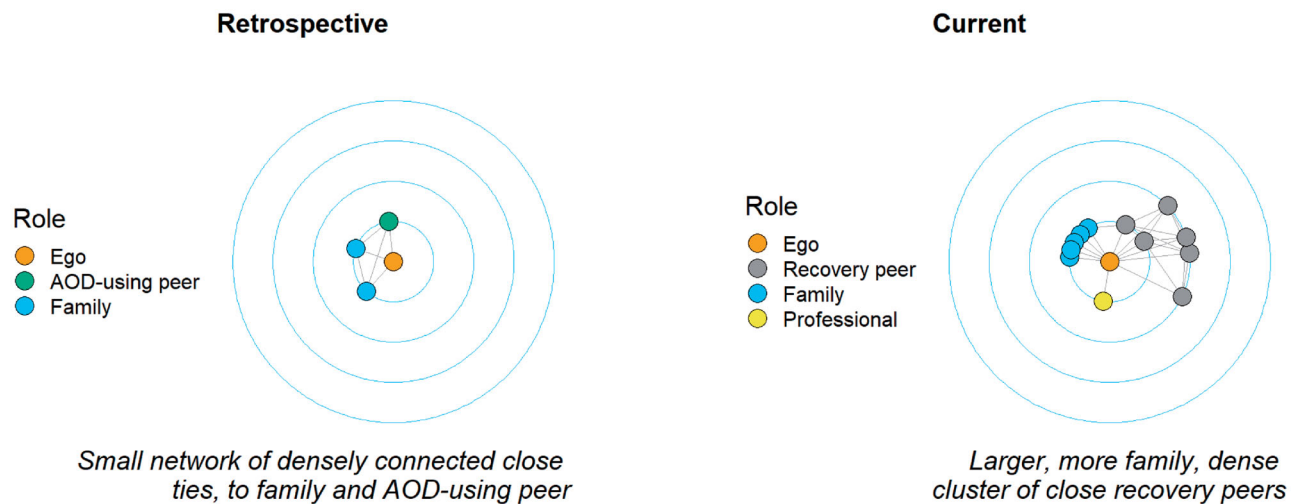 Retrospective
Role
Ego
AOD-using peer
Family
Small network of densely connected close
ties, to family and AOD-using peer
Current
Role
Ego
Recovery peer
Family
Professional
Larger, more family, dense
cluster of close recovery peers